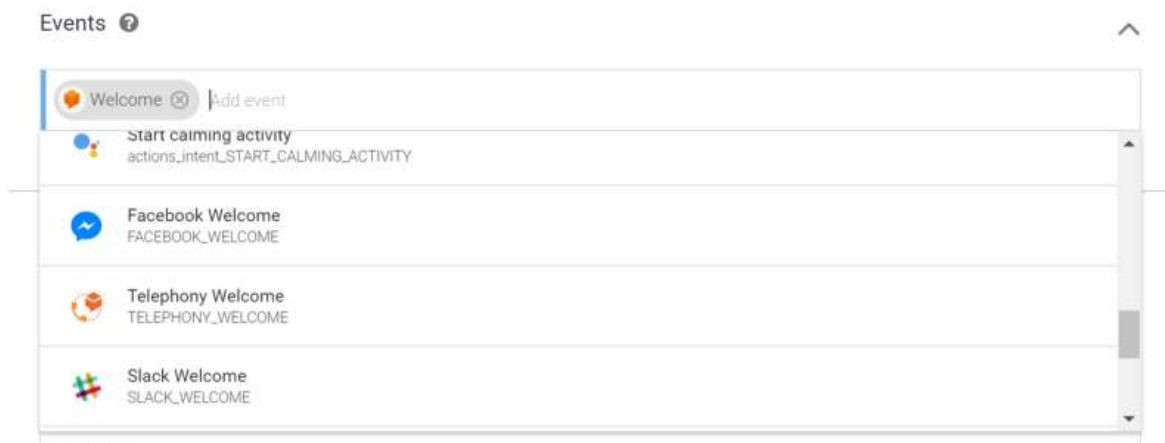 Events
Welcome Add event
Start calming activity
actions_intent_START_CALMING_ACTIVITY
Facebook Welcome
FACEBOOK_WELCOME
Telephony Welcome
TELEPHONY_WELCOME
Slack Welcome
SLACK_WELCOME